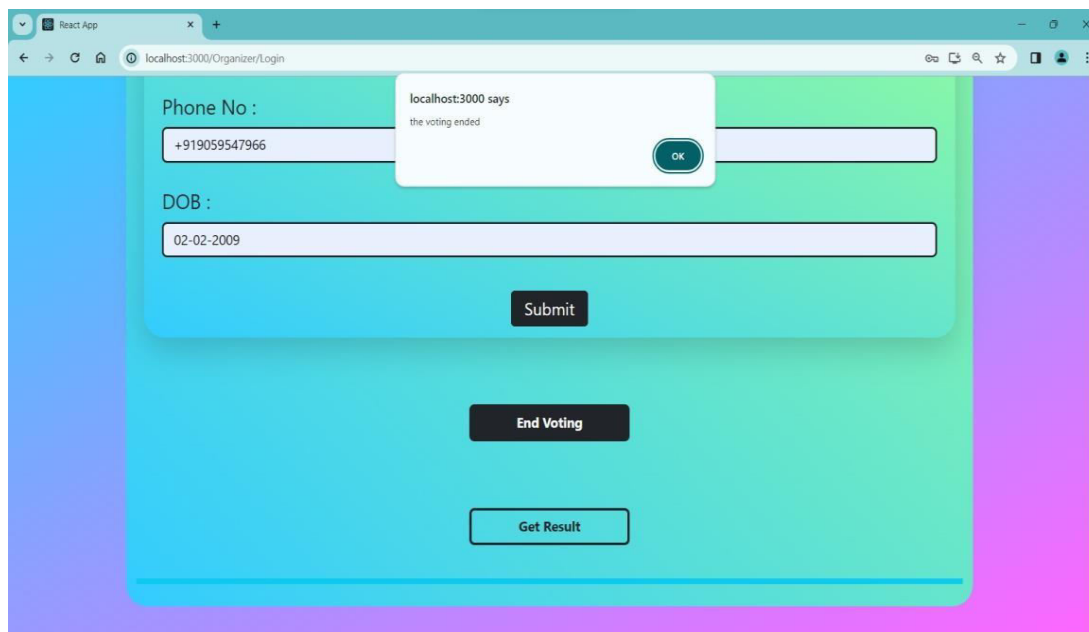 React App
localhost:3000/Organizer/Login
localhost:3000 says
the voting ended
OK
Phone No :
+919059547966
DOB :
02-02-2009
Submit
End Voting
Get Result